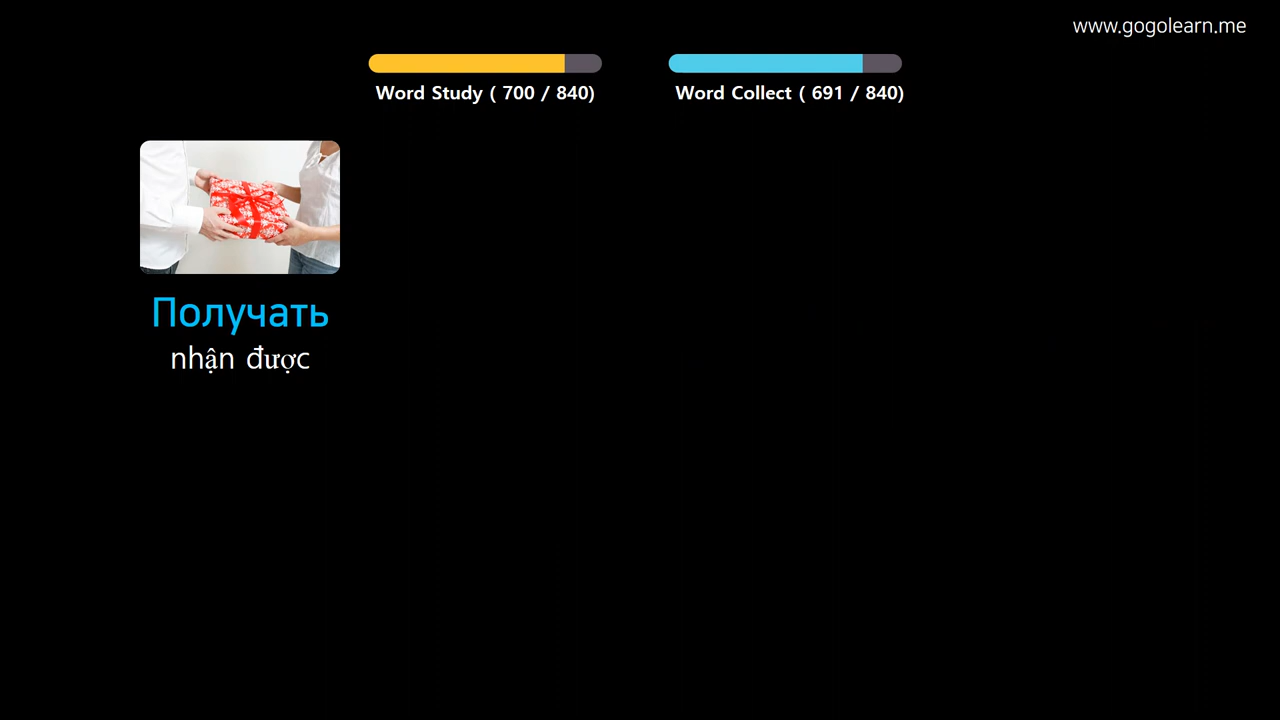 www.gogolearn.me
Word Study ( 700 / 840)
Word Collect ( 691 / 840)
Получать
nhận được